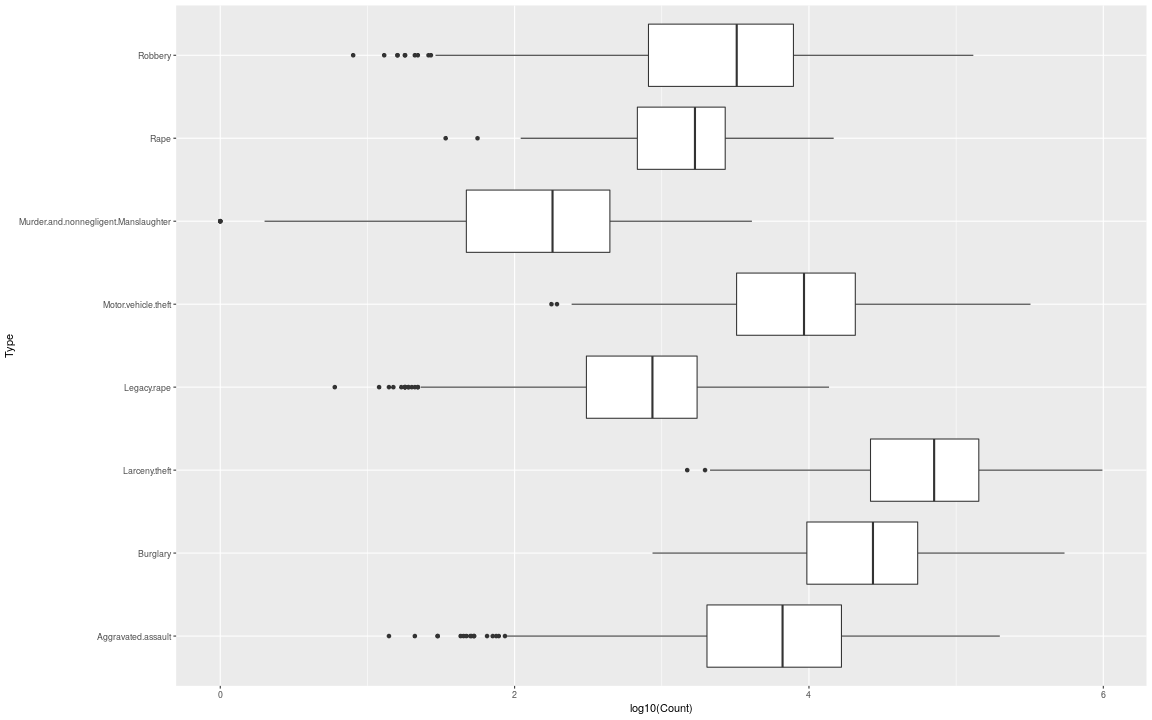 Robbery
Rape
Murder.and.nonnegligent.Manslaughter
Motor.vehicle.theft
Legacy.rape
Larceny.theft
Burglary
Aggravated.assault
Type
0 2 4 6
log10(Count)